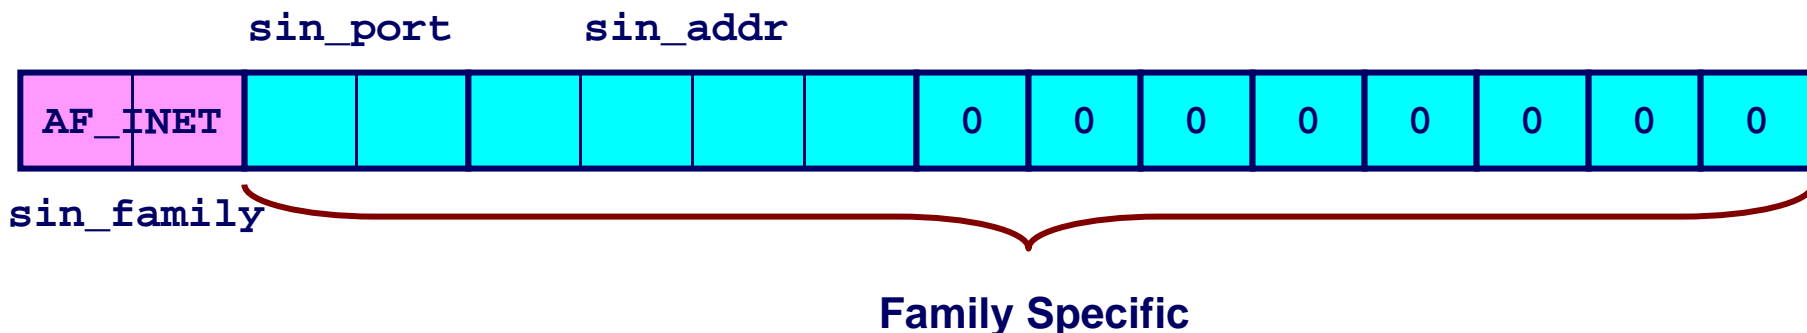 sin_port sin_addr
AF_INET 0 0 0 0 0 0 0 0
sin_family
Family Specific